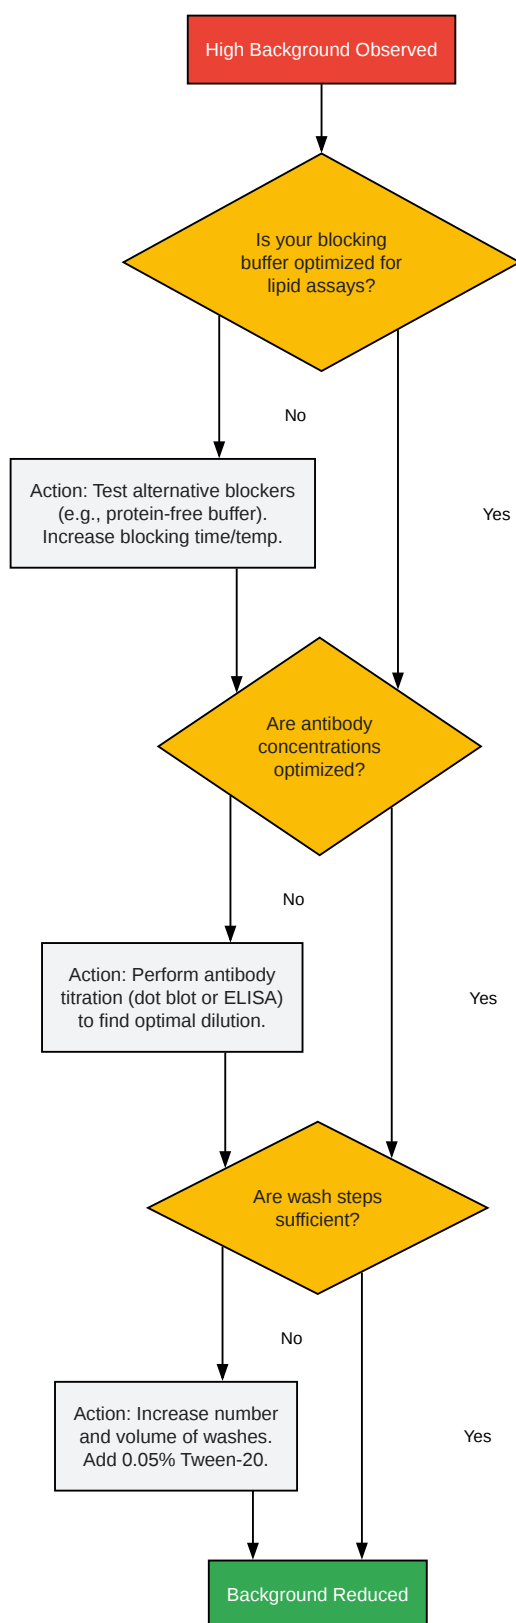 High Background Observed
Is your blocking
buffer optimized for
lipid assays?
No
Action: Test alternative blockers
(e.g., protein-free buffer).
Increase blocking time/temp.
Yes
Are antibody
concentrations
optimized?
No
Action: Perform antibody
titration (dot blot or ELISA)
to find optimal dilution.
Yes
Are wash steps
sufficient?
No
Action: Increase number
and volume of washes.
Add 0.05% Tween-20.
Yes
Background Reduced